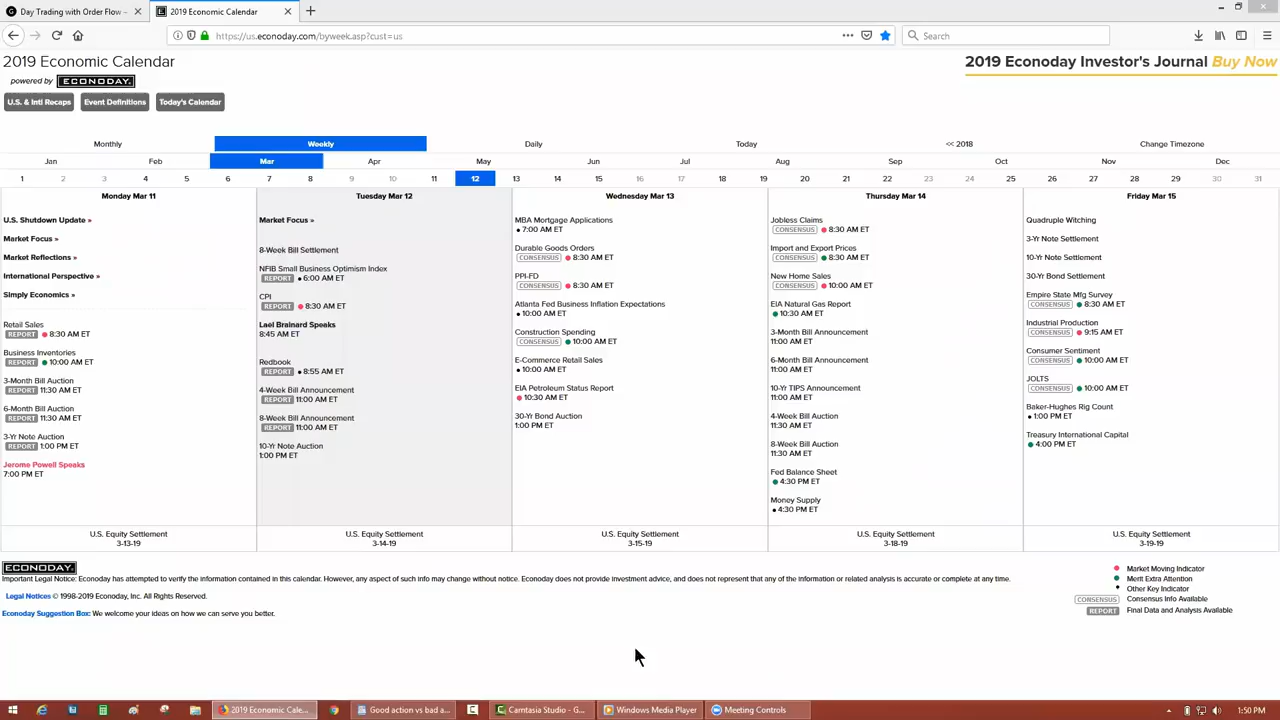 Day Trading with Order Flow –
2019 Economic Calendar
https://us.econoday.com/byweek.asp?cust=us
Search
2019 Economic Calendar
powered by ECONODAY.
2019 Econoday Investor's Journal Buy Now
U.S. & Intl Recaps
Event Definitions
Today's Calendar
Monthly
Weekly
Daily
Today
<< 2018
Change Timezone
Jan Feb Mar Apr May Jun Jul Aug Sep Oct Nov Dec
1 2 3 4 5 6 7 8 9 10 11 12 13 14 15 16 17 18 19 20 21 22 23 24 25 26 27 28 29 30 31
Monday Mar 11
U.S. Shutdown Update »
Market Focus »
Market Reflections »
International Perspective »
Simply Economics »
Retail Sales
REPORT 8:30 AM ET
Business Inventories
REPORT 10:00 AM ET
3-Month Bill Auction
REPORT 11:30 AM ET
6-Month Bill Auction
REPORT 11:30 AM ET
3-Yr Note Auction
REPORT 1:00 PM ET
Jerome Powell Speaks
7:00 PM ET
U.S. Equity Settlement
3-13-19
Tuesday Mar 12
Market Focus »
8-Week Bill Settlement
NFIB Small Business Optimism Index
REPORT 6:00 AM ET
CPI
REPORT 8:30 AM ET
Lael Brainard Speaks
8:45 AM ET
Redbook
REPORT 8:55 AM ET
4-Week Bill Announcement
REPORT 11:00 AM ET
8-Week Bill Announcement
REPORT 11:00 AM ET
10-Yr Note Auction
1:00 PM ET
U.S. Equity Settlement
3-14-19
Wednesday Mar 13
MBA Mortgage Applications
7:00 AM ET
Durable Goods Orders
CONSENSUS 8:30 AM ET
PPI-FD
CONSENSUS 8:30 AM ET
Atlanta Fed Business Inflation Expectations
10:00 AM ET
Construction Spending
CONSENSUS 10:00 AM ET
E-Commerce Retail Sales
10:00 AM ET
EIA Petroleum Status Report
10:30 AM ET
30-Yr Bond Auction
1:00 PM ET
U.S. Equity Settlement
3-15-19
Thursday Mar 14
Jobless Claims
CONSENSUS 8:30 AM ET
Import and Export Prices
CONSENSUS 8:30 AM ET
New Home Sales
CONSENSUS 10:00 AM ET
EIA Natural Gas Report
10:30 AM ET
3-Month Bill Announcement
11:00 AM ET
6-Month Bill Announcement
11:00 AM ET
10-Yr TIPS Announcement
11:00 AM ET
4-Week Bill Auction
11:30 AM ET
8-Week Bill Auction
11:30 AM ET
Fed Balance Sheet
4:30 PM ET
Money Supply
4:30 PM ET
U.S. Equity Settlement
3-18-19
Friday Mar 15
Quadruple Witching
3-Yr Note Settlement
10-Yr Note Settlement
30-Yr Bond Settlement
Empire State Mfg Survey
CONSENSUS 8:30 AM ET
Industrial Production
CONSENSUS 9:15 AM ET
Consumer Sentiment
CONSENSUS 10:00 AM ET
JOLTS
CONSENSUS 10:00 AM ET
Baker-Hughes Rig Count
1:00 PM ET
Treasury International Capital
4:00 PM ET
U.S. Equity Settlement
3-19-19
ECONODAY.
Important Legal Notice: Econoday has attempted to verify the information contained in this calendar. However, any aspect of such info may change without notice. Econoday does not provide investment advice, and does not represent that any of the information or related analysis is accurate or complete at any time.
Legal Notices © 1998-2019 Econoday, Inc. All Rights Reserved.
Econoday Suggestion Box: We welcome your ideas on how we can serve you better.
Market Moving Indicator
Merit Extra Attention
Other Key Indicator
CONSENSUS Consensus Info Available
REPORT Final Data and Analysis Available
2019 Economic Cale...
Good action vs bad a...
Camtasia Studio - G...
Windows Media Player
Meeting Controls
1:50 PM